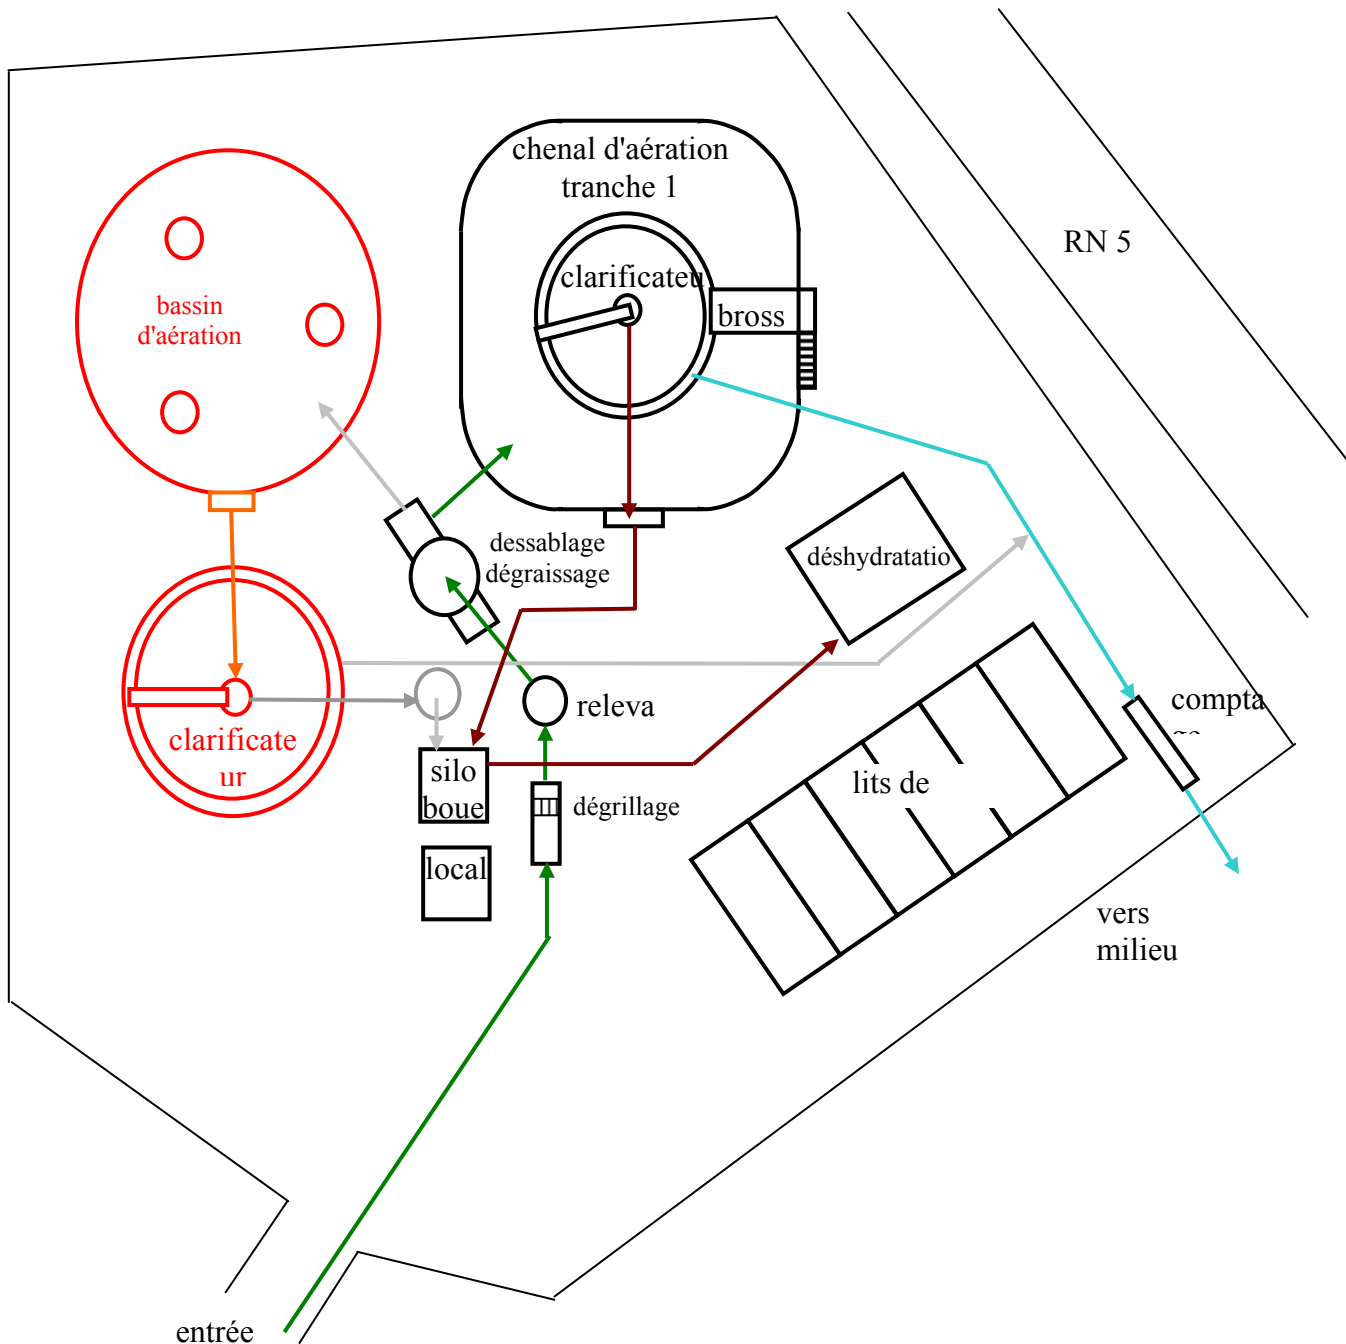 chenal d'aération
tranche 1
RN 5
clarificateu
bassin
d'aération
bross
dessablage
dégraissage
déshydratatio
releva
compta
clarificate
ur
silo
boue
dégrillage
lits de
local
vers
milieu
entrée